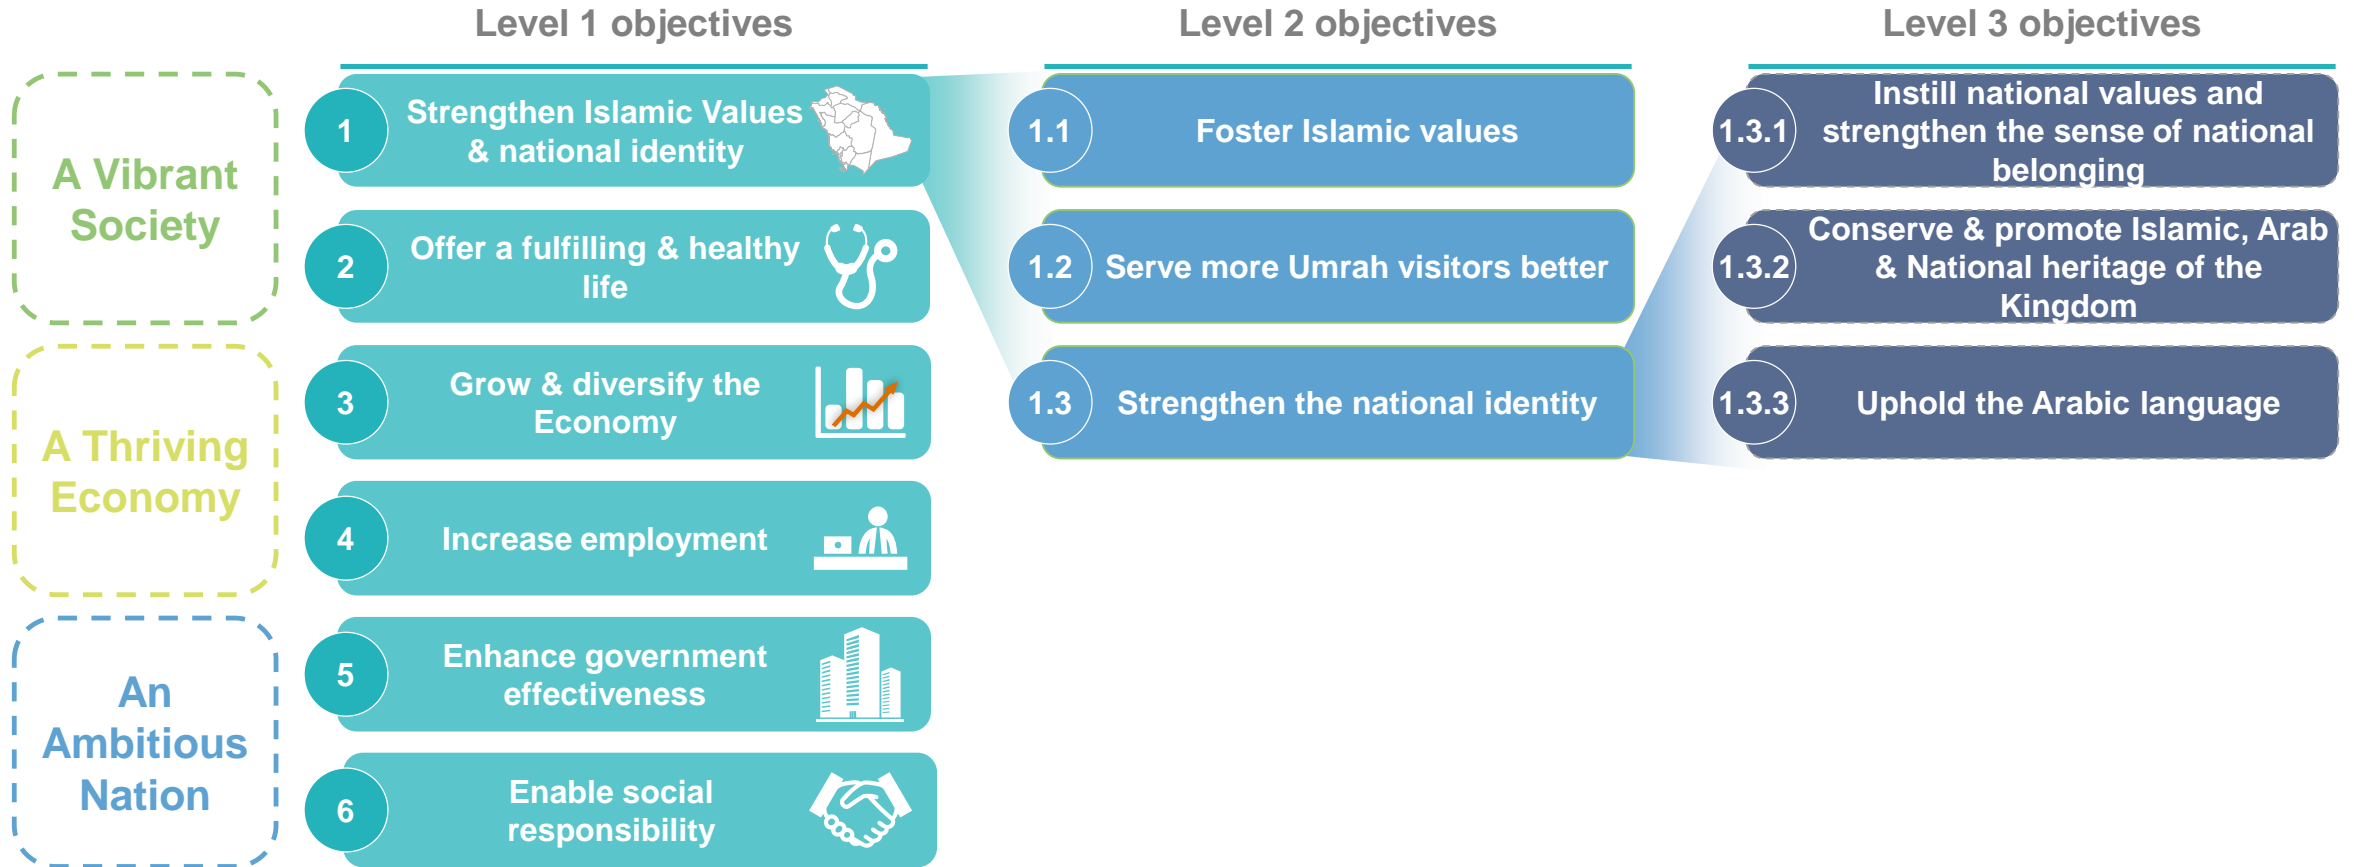 Level 1 objectives
Level 2 objectives
Level 3 objectives
A Vibrant
Society
A Thriving
Economy
An
Ambitious
Nation
1
Strengthen Islamic Values
& national identity
2
Offer a fulfilling & healthy
life
3
Grow & diversify the
Economy
4
Increase employment
5
Enhance government
effectiveness
6
Enable social
responsibility
1.1
Foster Islamic values
1.2
Serve more Umrah visitors better
1.3
Strengthen the national identity
1.3.1
Instill national values and
strengthen the sense of national
belonging
1.3.2
Conserve & promote Islamic, Arab
& National heritage of the
Kingdom
1.3.3
Uphold the Arabic language